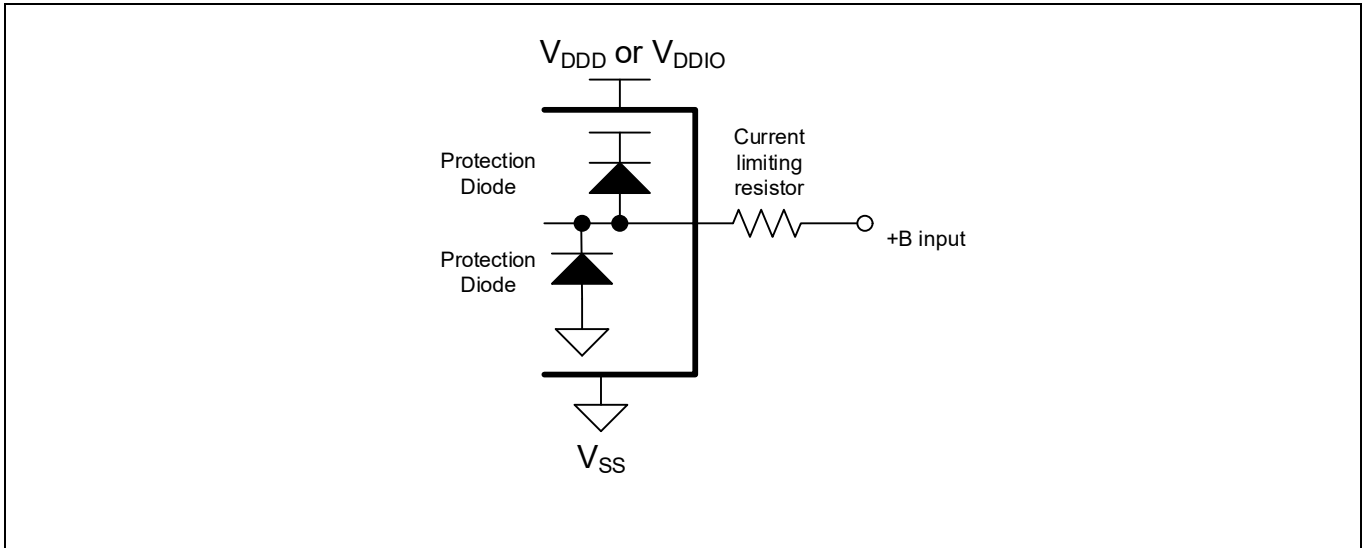 VDDD or VDDIO
Protection
Diode
Current
limiting
resistor
+B input
Protection
Diode
VSS